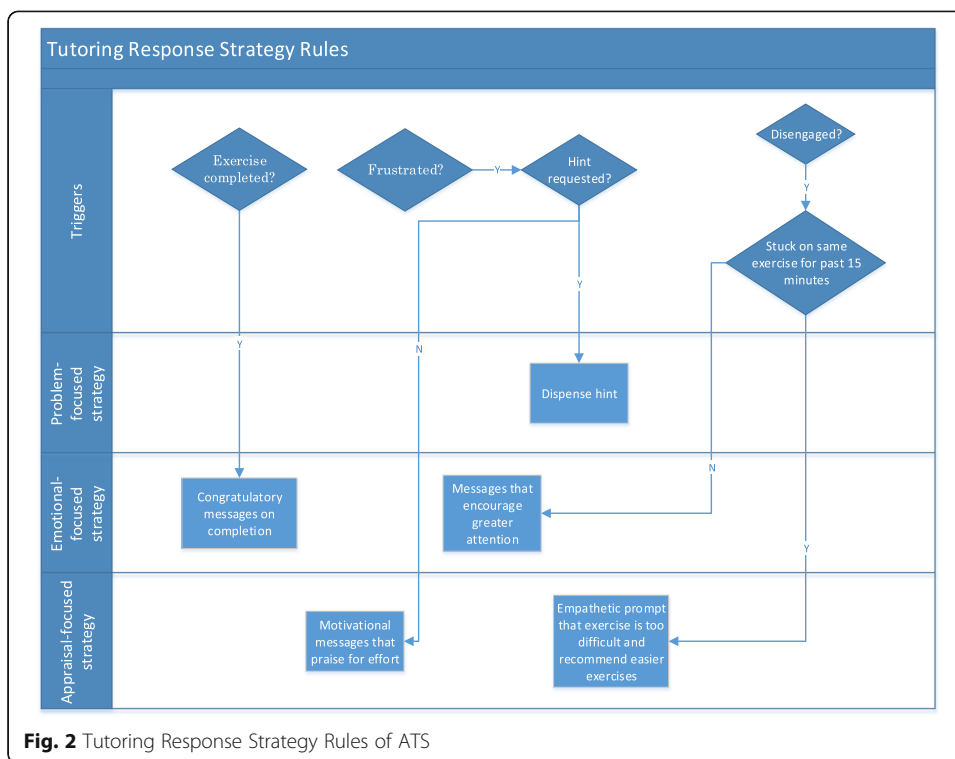 Tutoring Response Strategy Rules
Triggers
Exercise
completed?
Frustrated?
Y
Hint
requested?
Disengaged?
Y
Stuck on same
exercise for past 15
minutes
Y
Y
N
Problem-
focused
strategy
Dispense hint
Emotional-
focused
strategy
Congratulatory
messages on
completion
Messages that
encourage
greater
attention
N
Y
Appraisal-focused
strategy
Motivational
messages that
praise for effort
Empathetic prompt
that exercise is too
difficult and
recommend easier
exercises
Fig. 2 Tutoring Response Strategy Rules of ATS